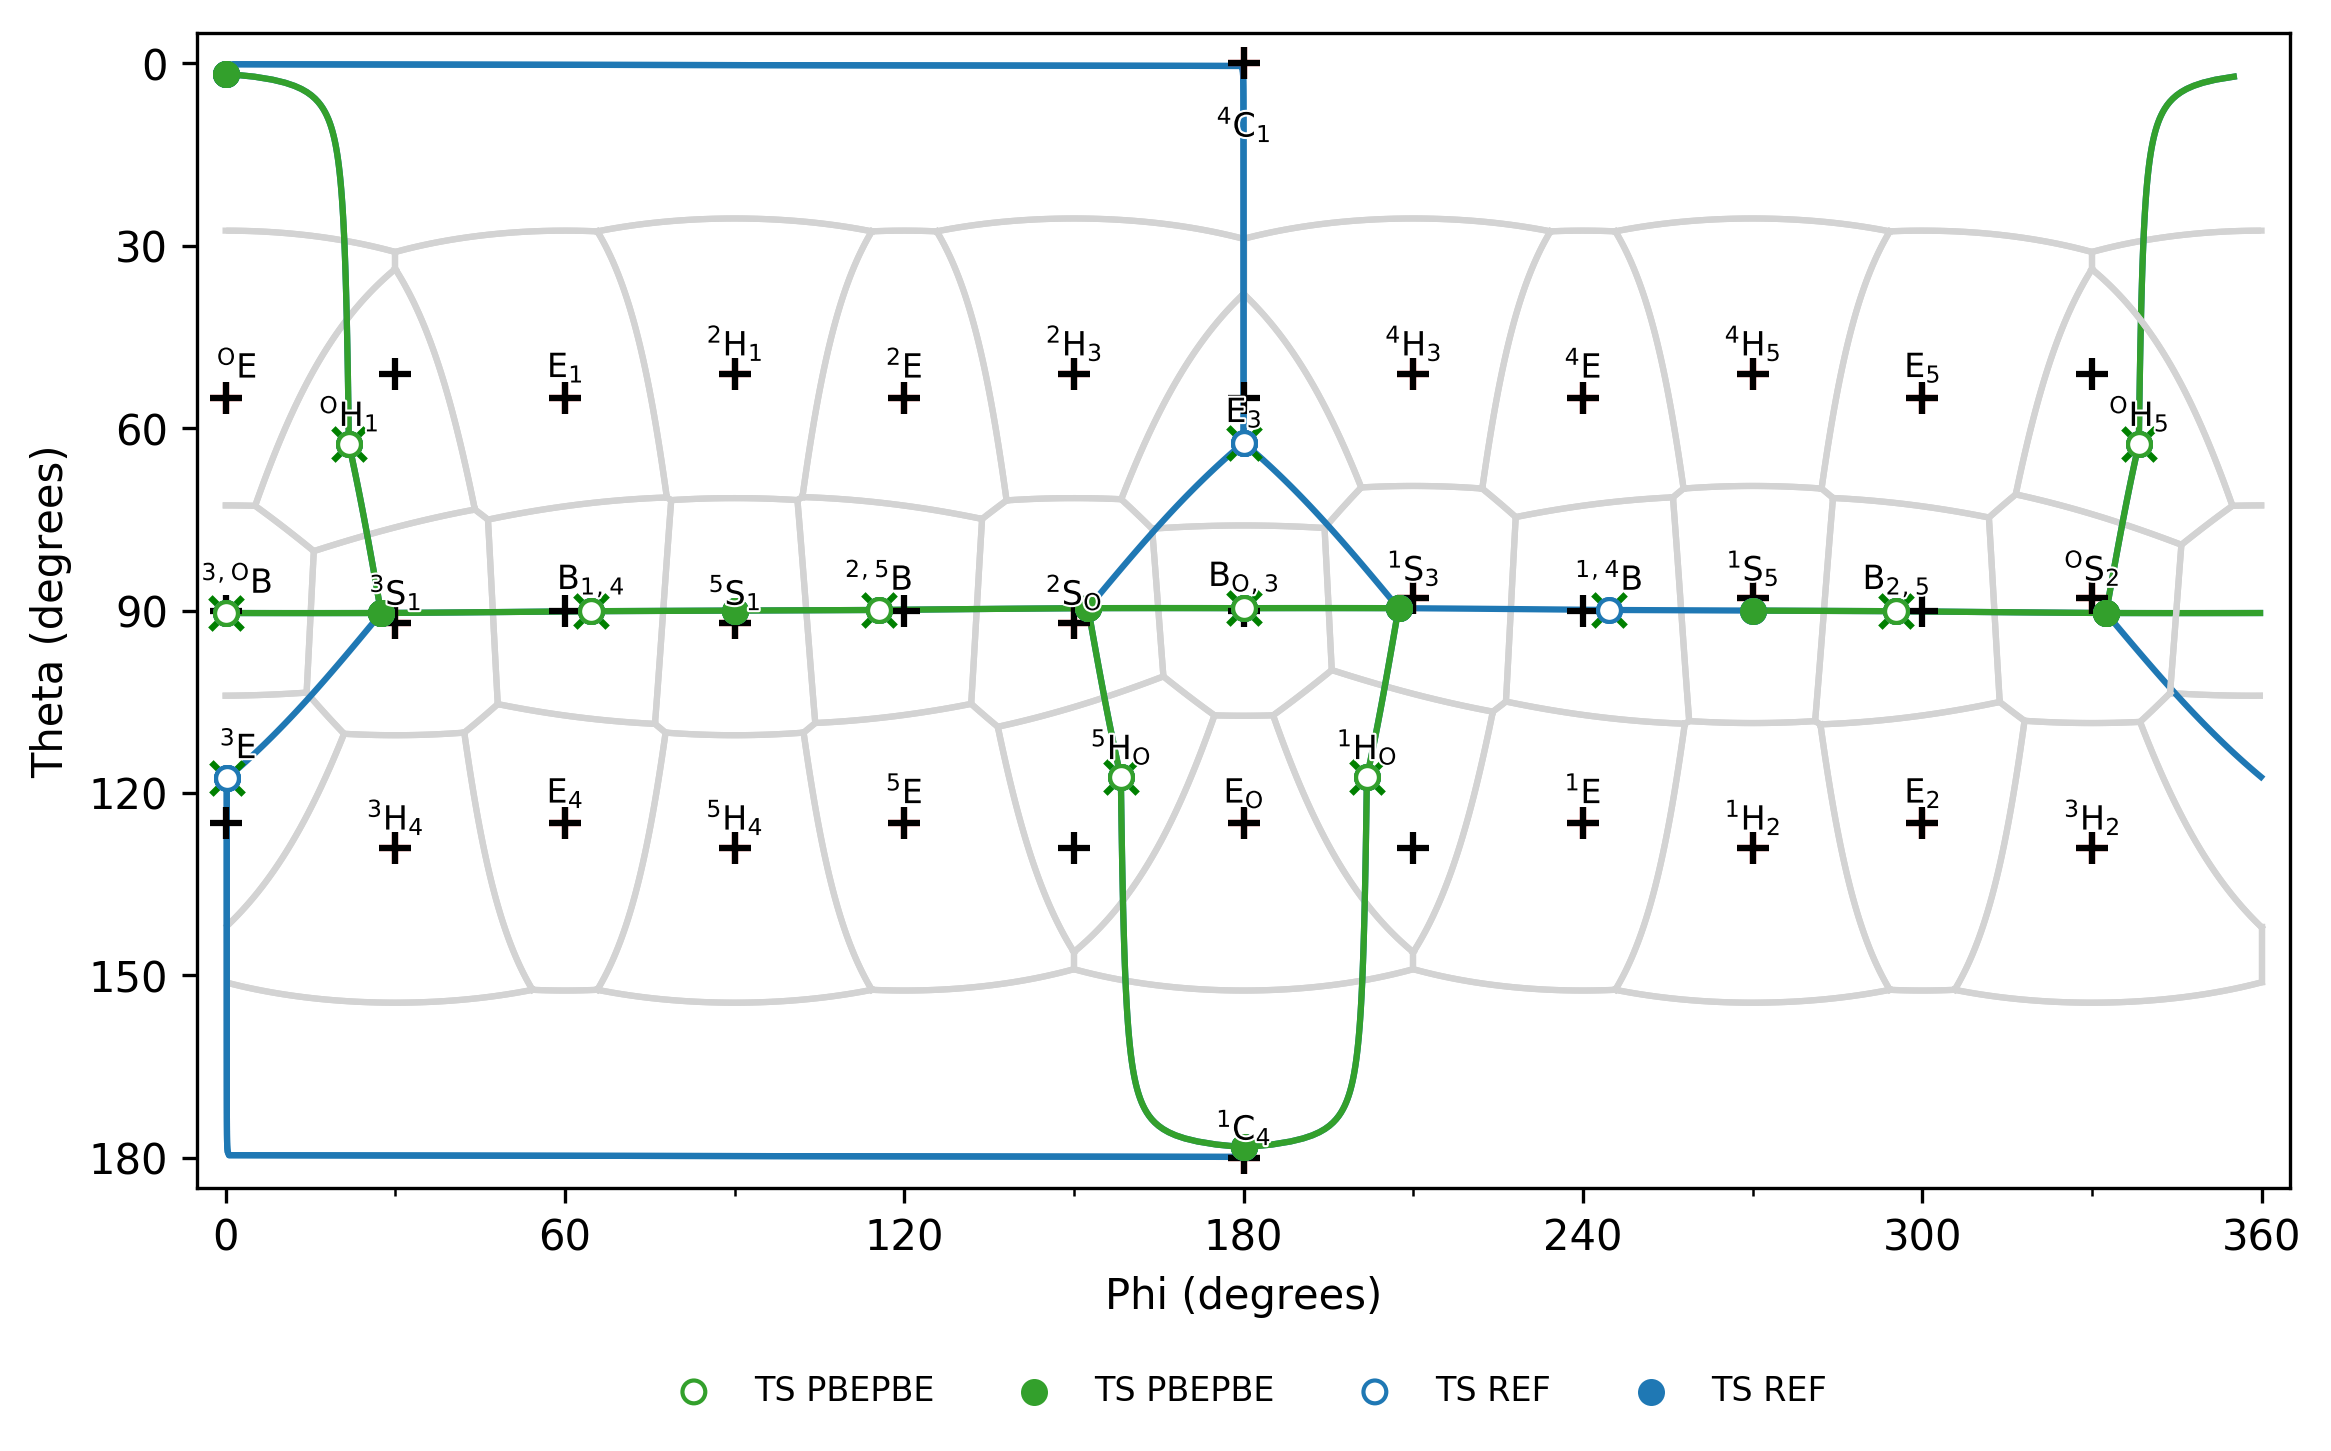 0
⁴C₁
30
²H₁ ²H₃ ⁴H₃ ⁴H₅
ᴼE E₁ ²E ⁴E E₅
ᴼH₁ E₃ ᴼH₅
60
³,ᴼB ³S₁ B₁,₄ ⁵S₁ ²,⁵B ²Sₒ Bₒ,₃ ¹S₃ ¹,⁴B ¹S₅ B₂,₅ ᴼS₂
90
³E ⁵Hₒ ¹Hₒ
120
E₄ ⁵E Eₒ ¹E E₂
³H₄ ⁵H₄ ¹H₂ ³H₂
150
¹C₄
180
Theta (degrees)
0 60 120 180 240 300 360
Phi (degrees)
TS PBEPBE TS PBEPBE TS REF TS REF